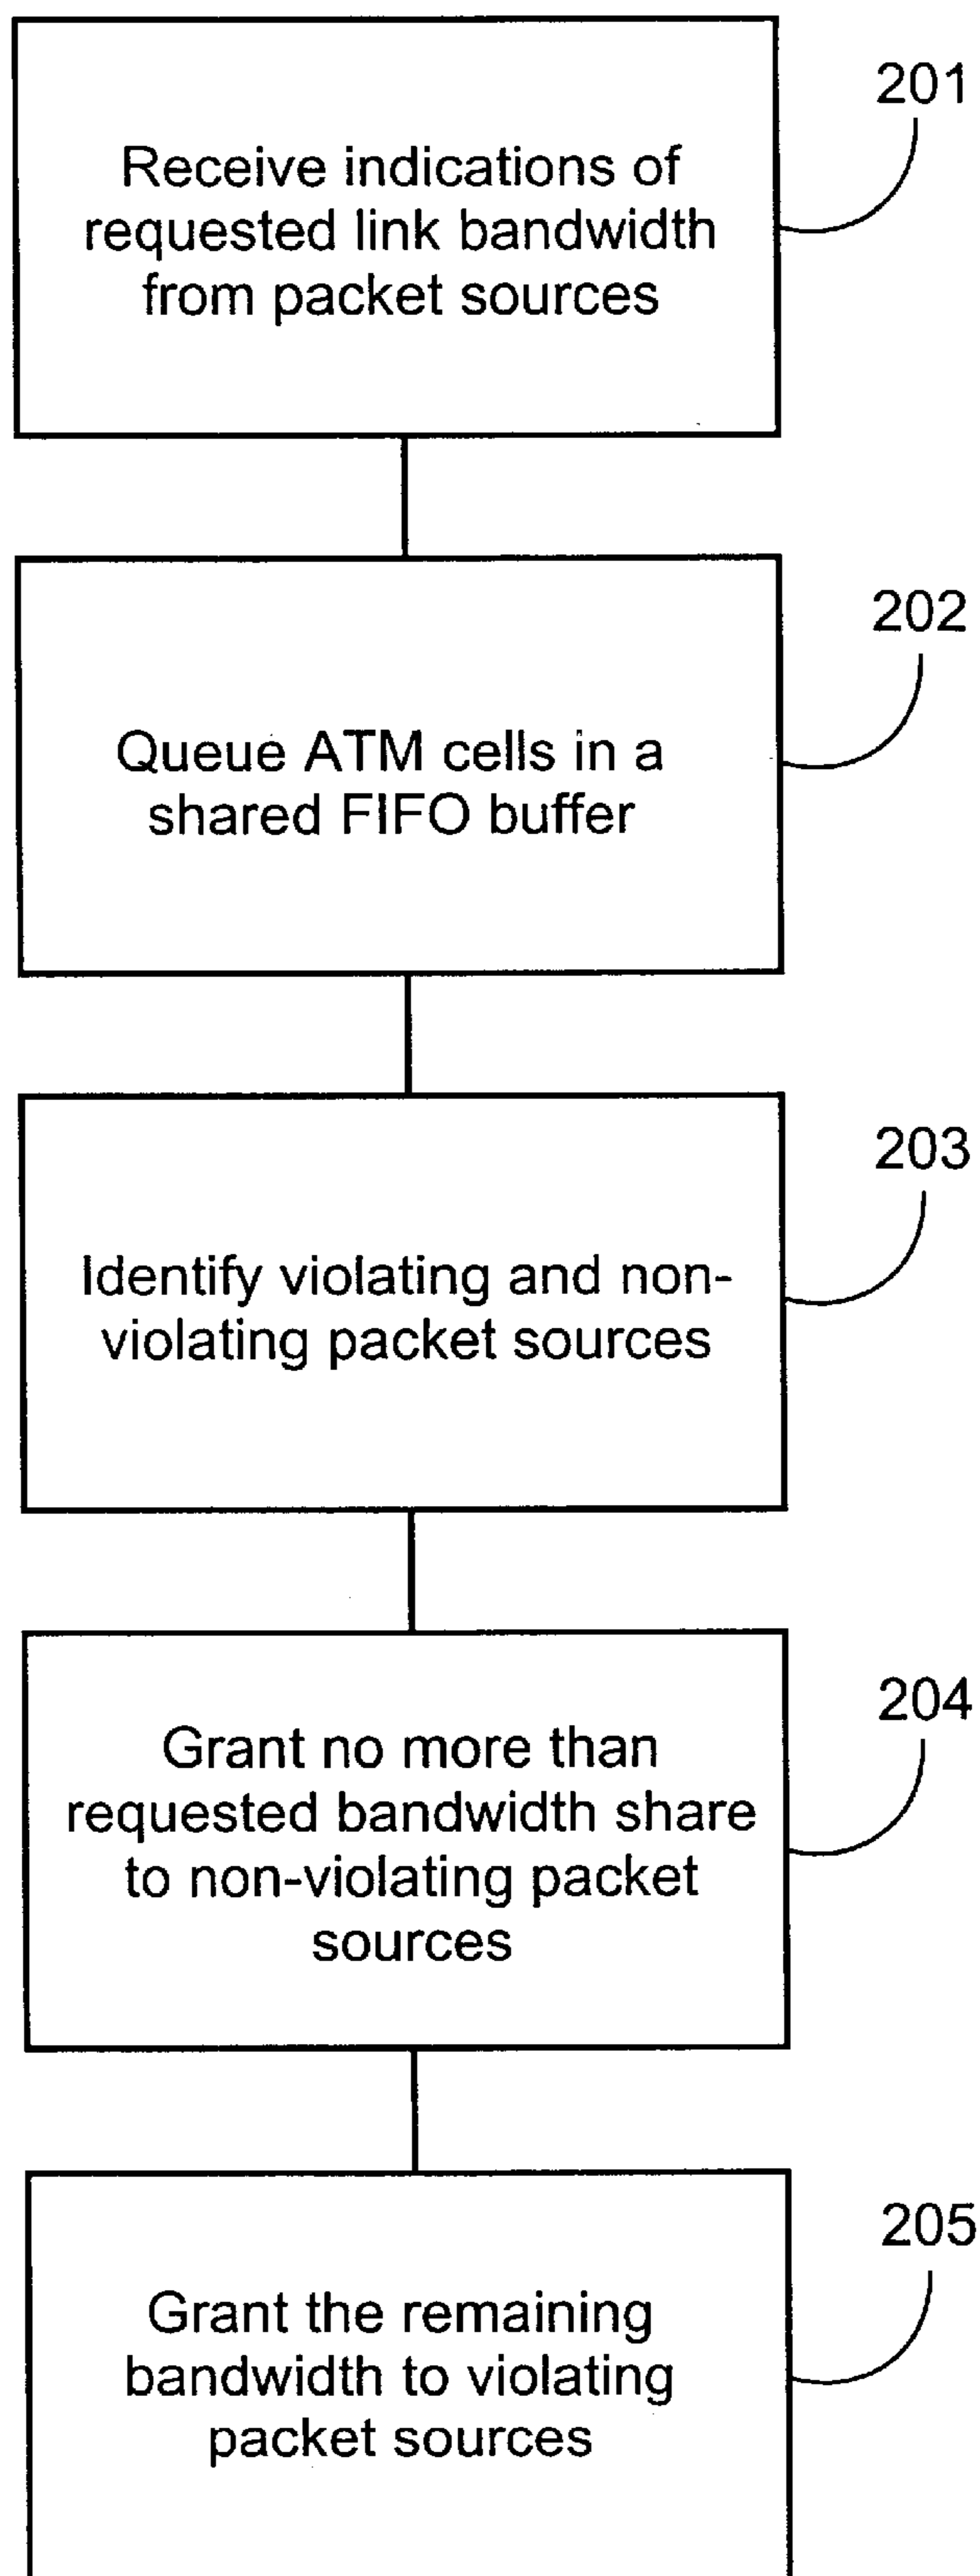 201
Receive indications of
requested link bandwidth
from packet sources
202
Queue ATM cells in a
shared FIFO buffer
203
Identify violating and non-
violating packet sources
204
Grant no more than
requested bandwidth share
to non-violating packet
sources
205
Grant the remaining
bandwidth to violating
packet sources